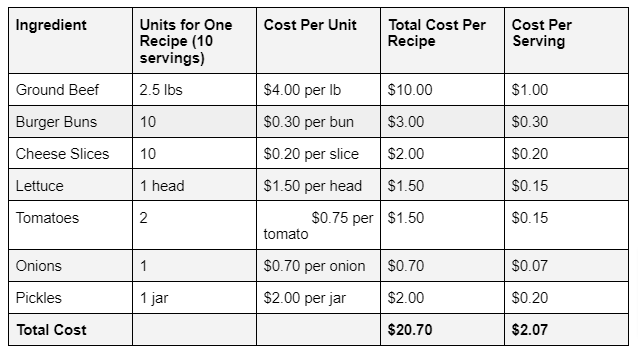 Ingredient Units for One Recipe (10 servings) Cost Per Unit Total Cost Per Recipe Cost Per Serving
Ground Beef 2.5 lbs $4.00 per lb $10.00 $1.00
Burger Buns 10 $0.30 per bun $3.00 $0.30
Cheese Slices 10 $0.20 per slice $2.00 $0.20
Lettuce 1 head $1.50 per head $1.50 $0.15
Tomatoes 2 $0.75 per tomato $1.50 $0.15
Onions 1 $0.70 per onion $0.70 $0.07
Pickles 1 jar $2.00 per jar $2.00 $0.20
Total Cost $20.70 $2.07